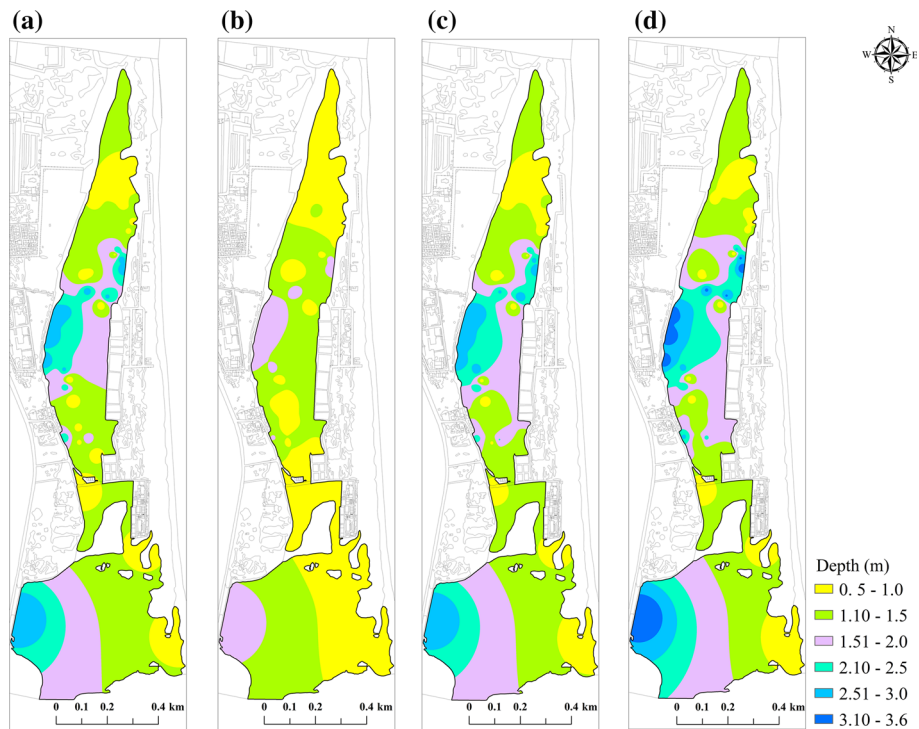 (a) (b) (c) (d)
N
W E
S
Depth (m)
0. 5 - 1.0
1.10 - 1.5
1.51 - 2.0
2.10 - 2.5
2.51 - 3.0
3.10 - 3.6
0 0.1 0.2 0.4 km
0 0.1 0.2 0.4 km
0 0.1 0.2 0.4 km
0 0.1 0.2 0.4 km